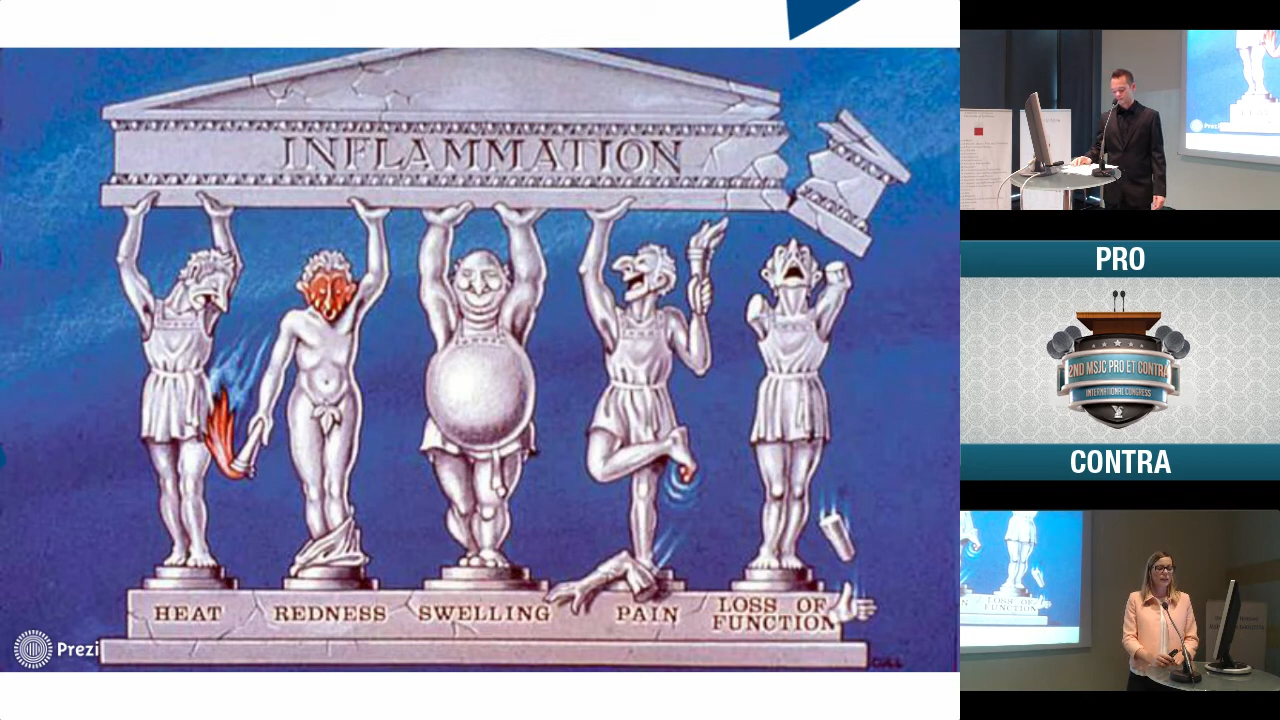 INFLAMMATION
HEAT
REDNESS
SWELLING
PAIN
LOSS OF
FUNCTION
Prezi
PRO
2ND MSJC PRO ET CONTRA
INTERNATIONAL CONGRESS
CONTRA